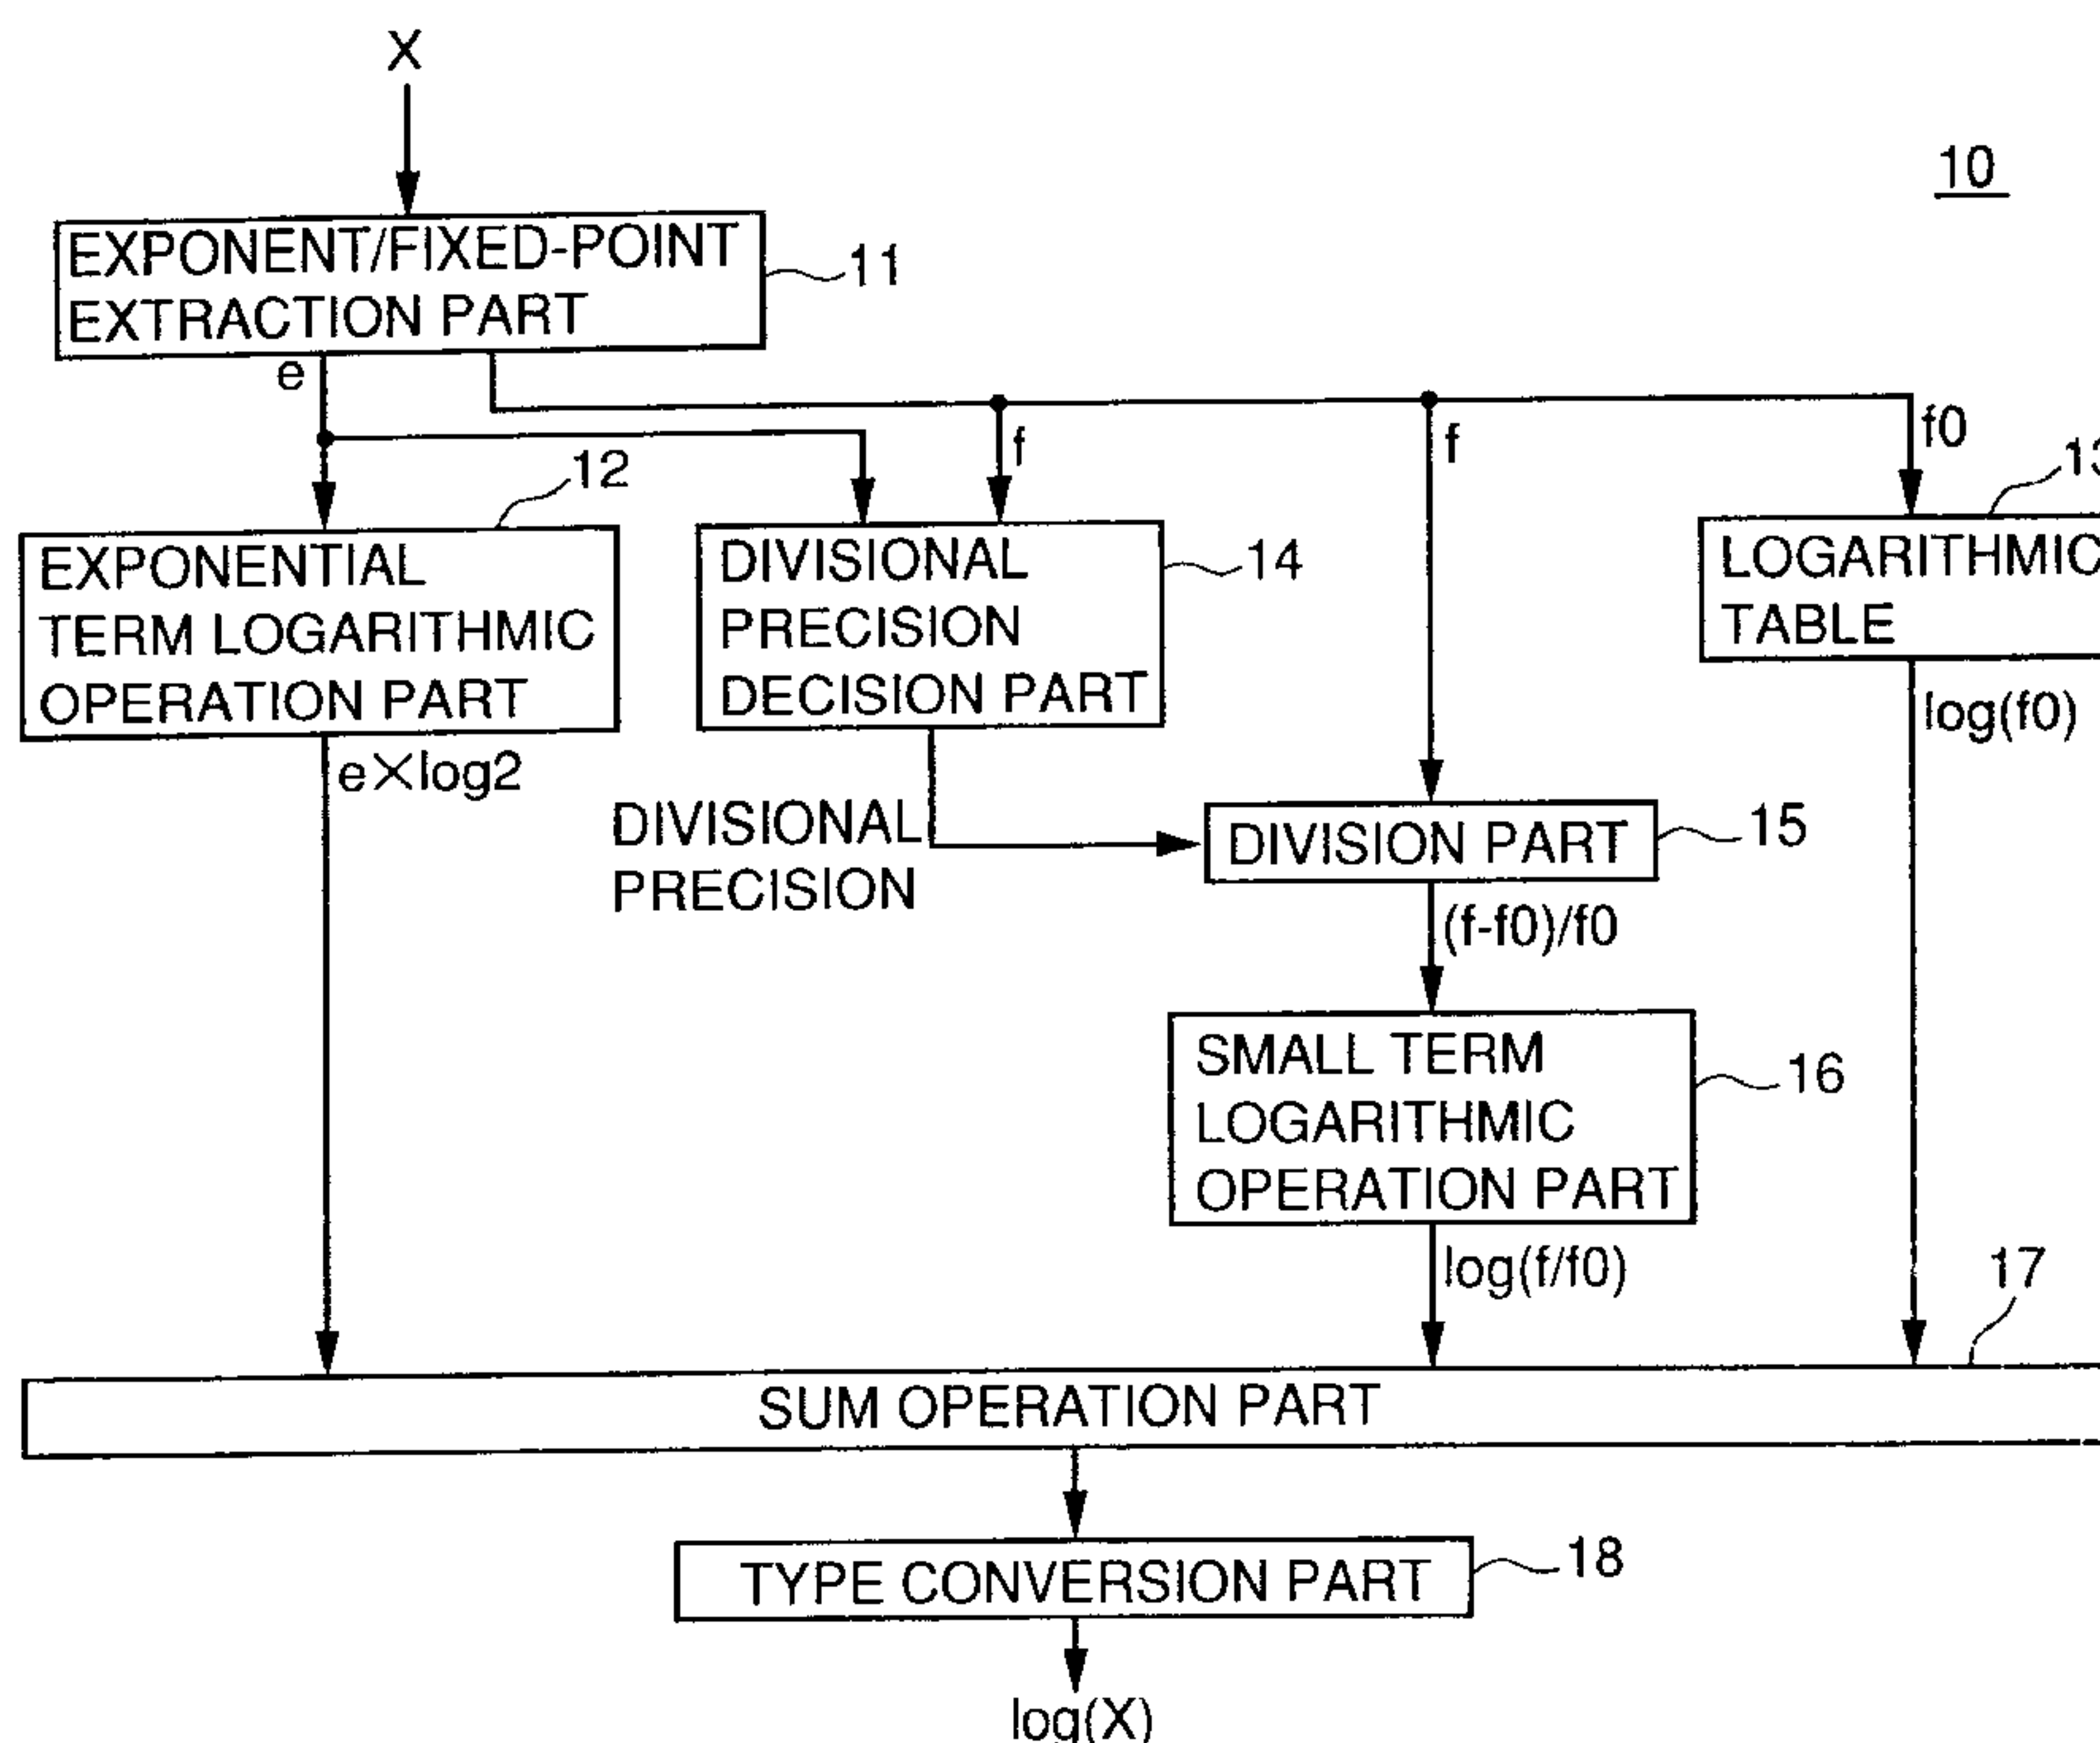 X
10
EXPONENT/FIXED-POINT
EXTRACTION PART
11
e
f
f
f0
12
EXPONENTIAL
TERM LOGARITHMIC
OPERATION PART
DIVISIONAL
PRECISION
DECISION PART
14
LOGARITHMIC
TABLE
e×log2
log(f0)
DIVISIONAL
PRECISION
DIVISION PART
15
(f-f0)/f0
SMALL TERM
LOGARITHMIC
OPERATION PART
16
log(f/f0)
17
SUM OPERATION PART
TYPE CONVERSION PART
18
log(X)